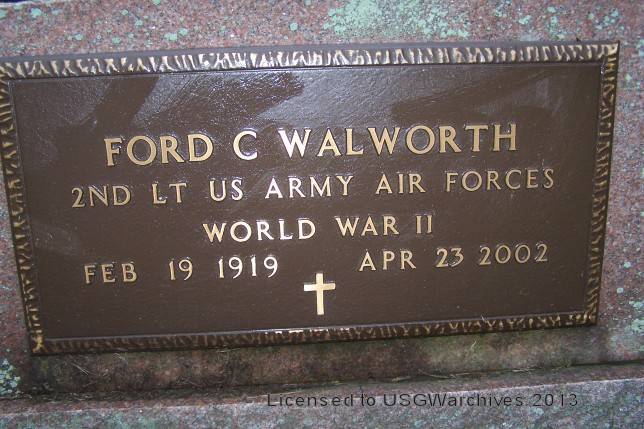 FORD C WALWORTH
2ND LT US ARMY AIR FORCES
WORLD WAR II
FEB 19 1919 APR 23 2002
Licensed to USGWarchives 2013